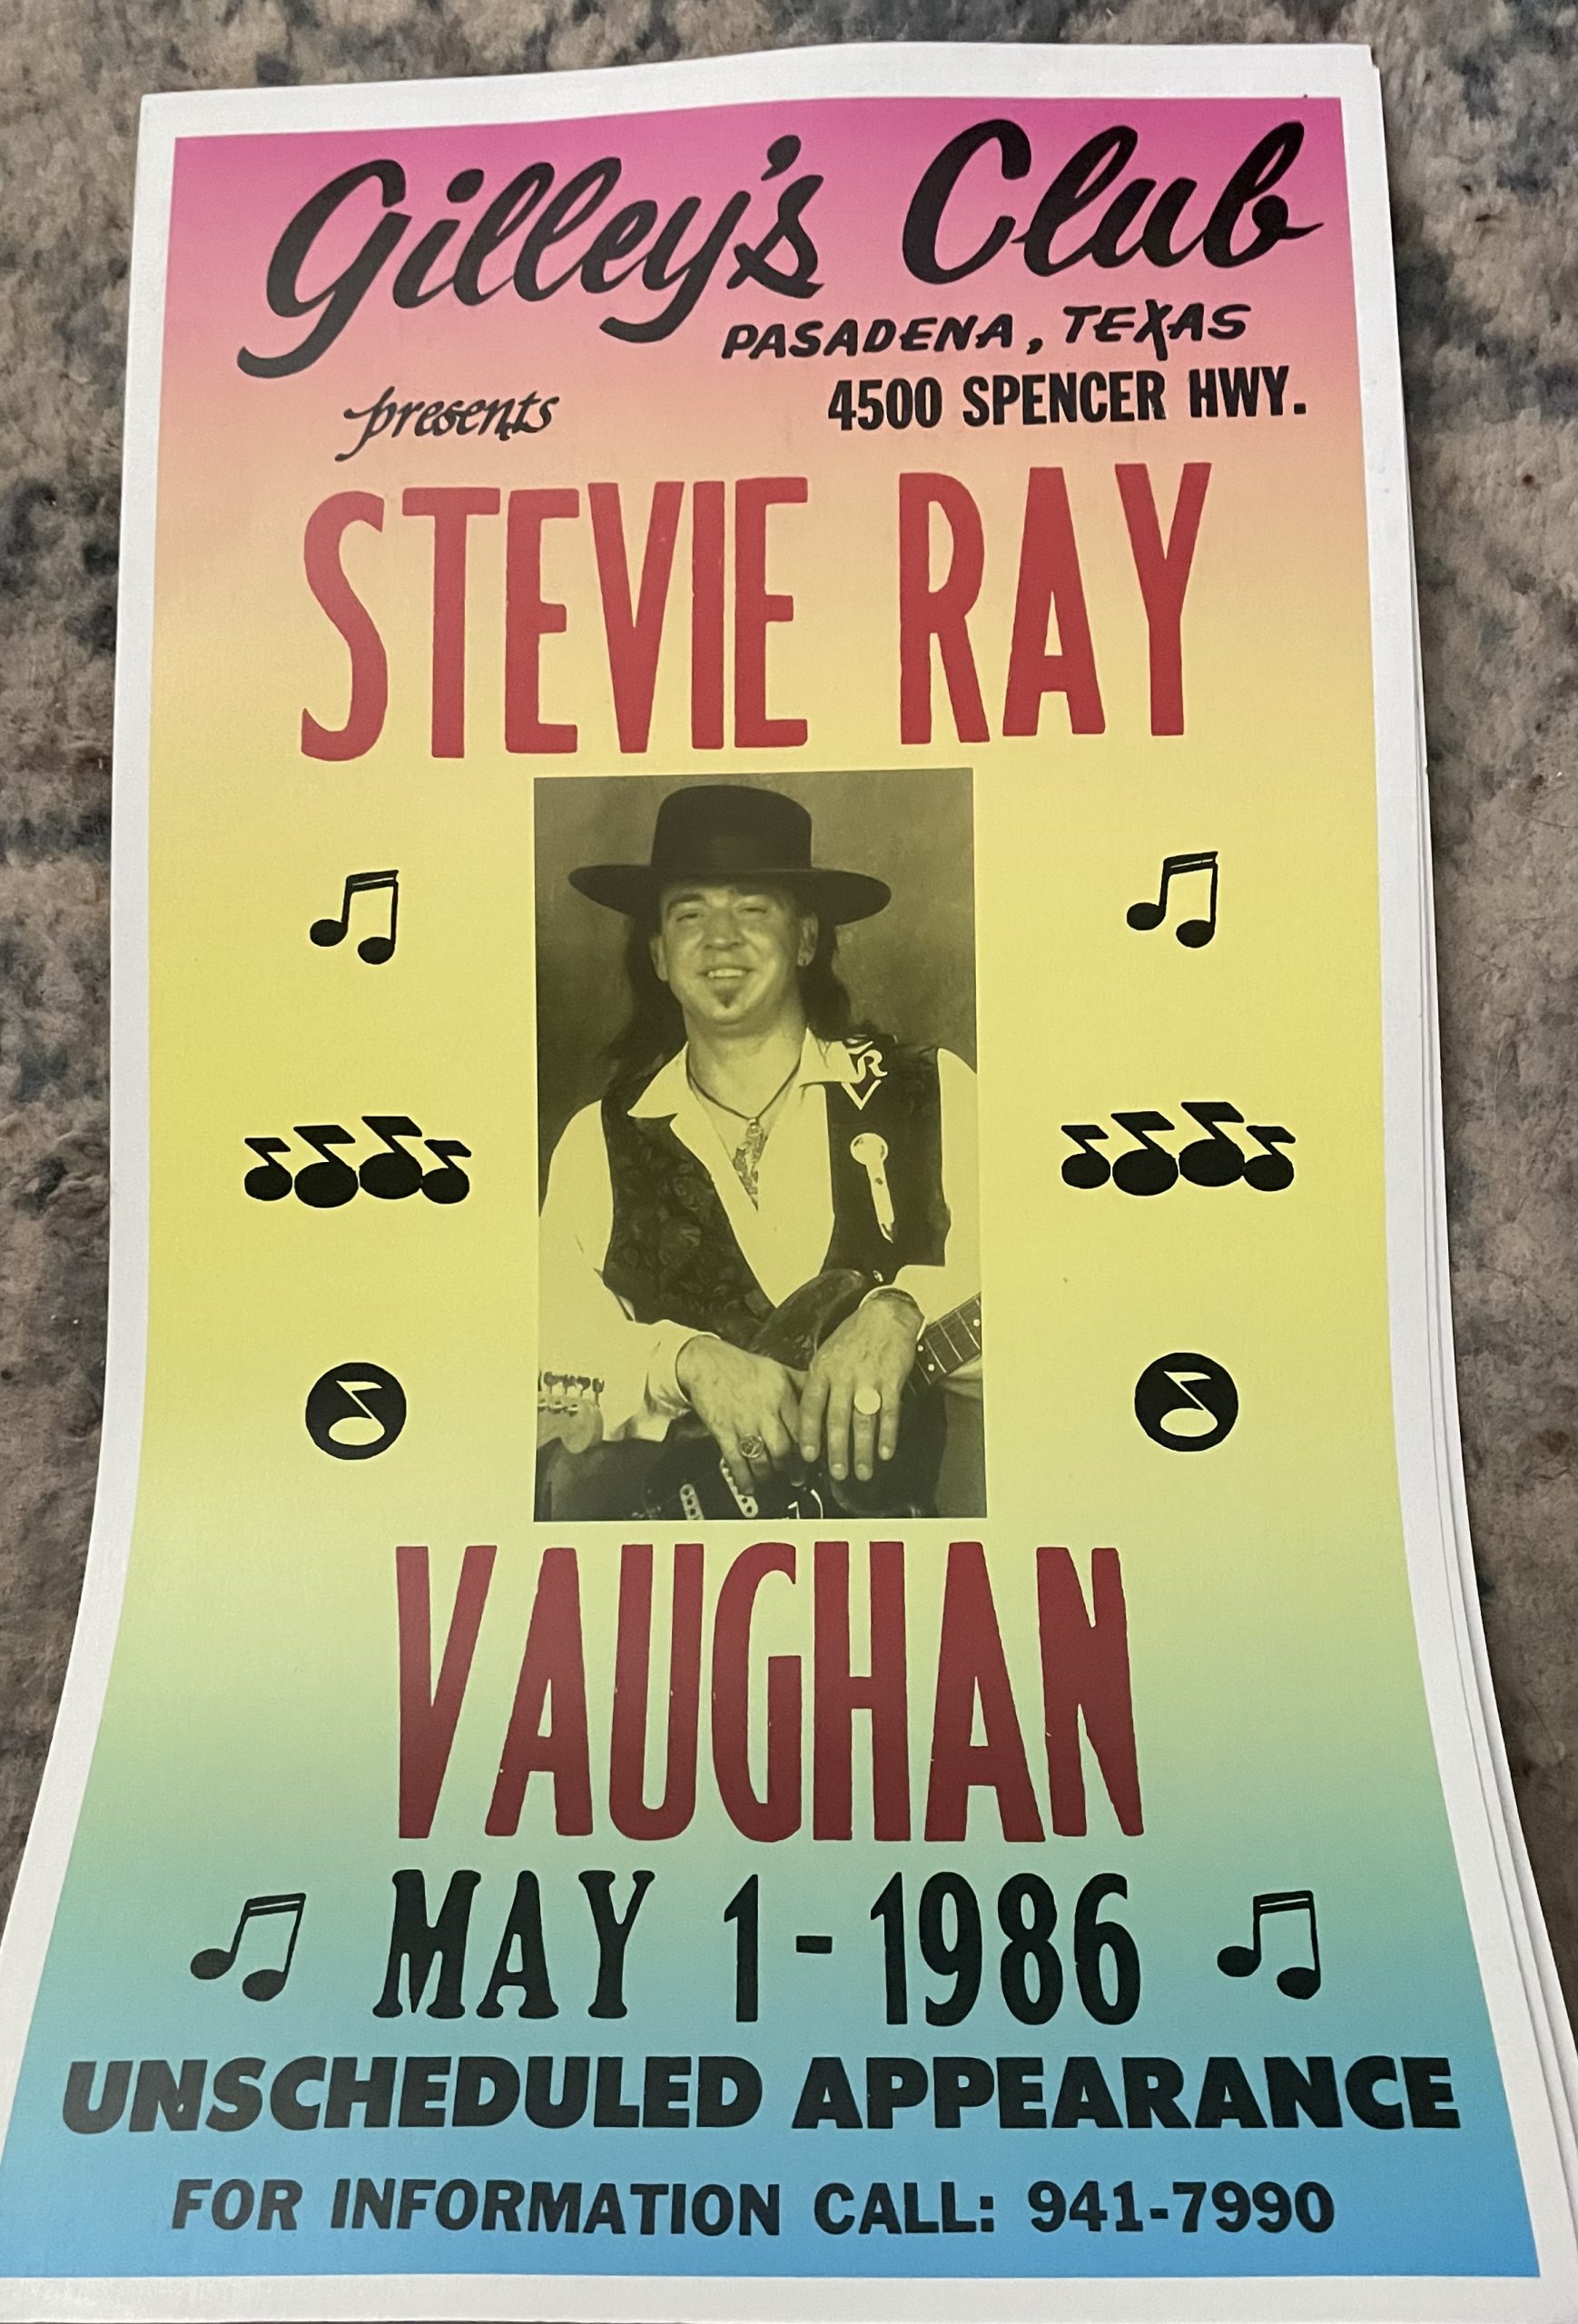 Gilley's Club
PASADENA, TEXAS
4500 SPENCER HWY.
presents
STEVIE RAY
VAUGHAN
MAY 1-1986
UNSCHEDULED APPEARANCE
FOR INFORMATION CALL: 941-7990